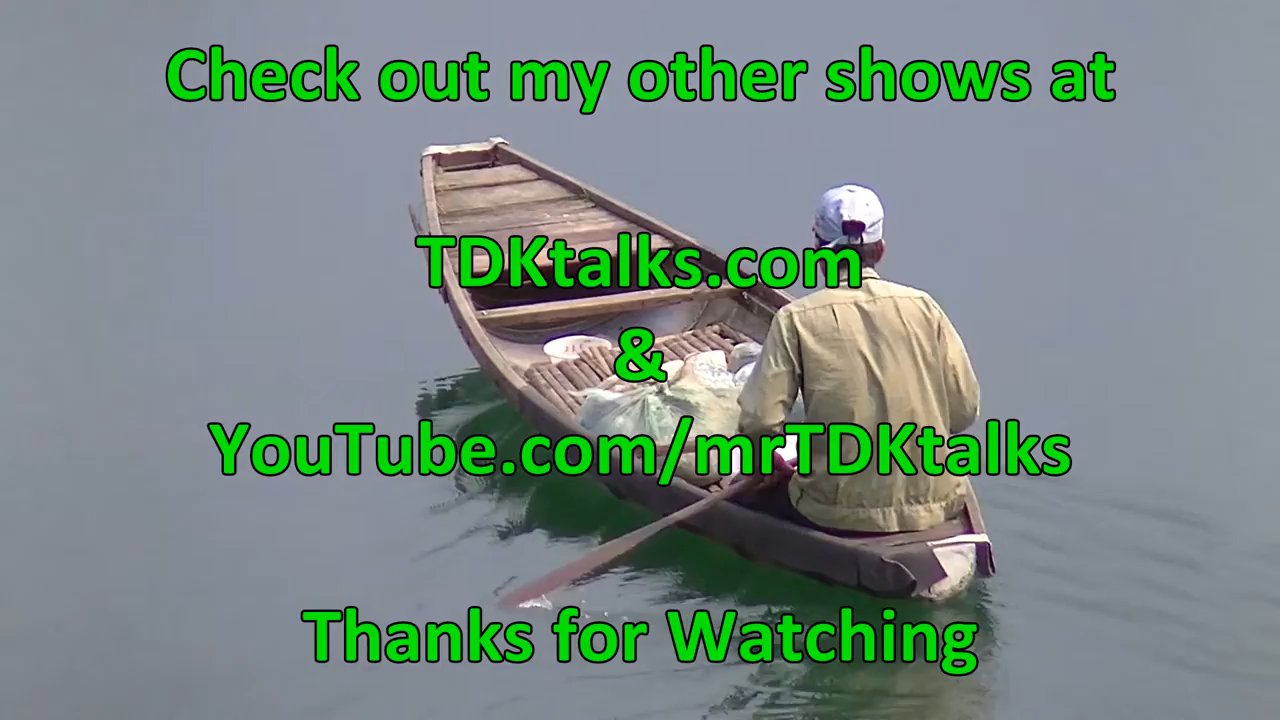 Check out my other shows at
TDKtalks.com
&
YouTube.com/mrTDKtalks
Thanks for Watching